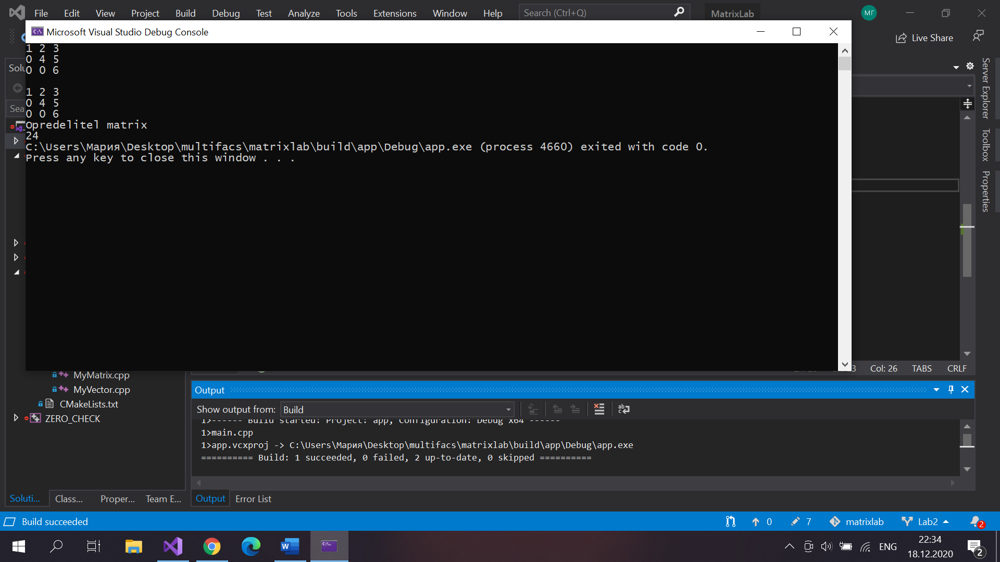 File Edit View Project Build Debug Test Analyze Tools Extensions Window Help Search (Ctrl+Q) MatrixLab МГ
Microsoft Visual Studio Debug Console
Live Share
1 2 3
0 4 5
0 0 6
1 2 3
0 4 5
0 0 6
Opredelitel matrix
24
C:\Users\Мария\Desktop\multifacs\matrixlab\build\app\Debug\app.exe (process 4660) exited with code 0.
Press any key to close this window . . .
Solu
Sea
Server Explorer
Toolbox
Properties
Col: 26 TABS CRLF
MyMatrix.cpp
MyVector.cpp
CMakeLists.txt
ZERO_CHECK
Output
Show output from: Build
1>------ Build started: Project: app, Configuration: Debug x64 ------
1>main.cpp
1>app.vcxproj -> C:\Users\Мария\Desktop\multifacs\matrixlab\build\app\Debug\app.exe
========== Build: 1 succeeded, 0 failed, 2 up-to-date, 0 skipped ==========
Soluti... Class... Proper... Team E... Output Error List
Build succeeded 0 7 matrixlab Lab2 2
ENG 22:34
18.12.2020 2